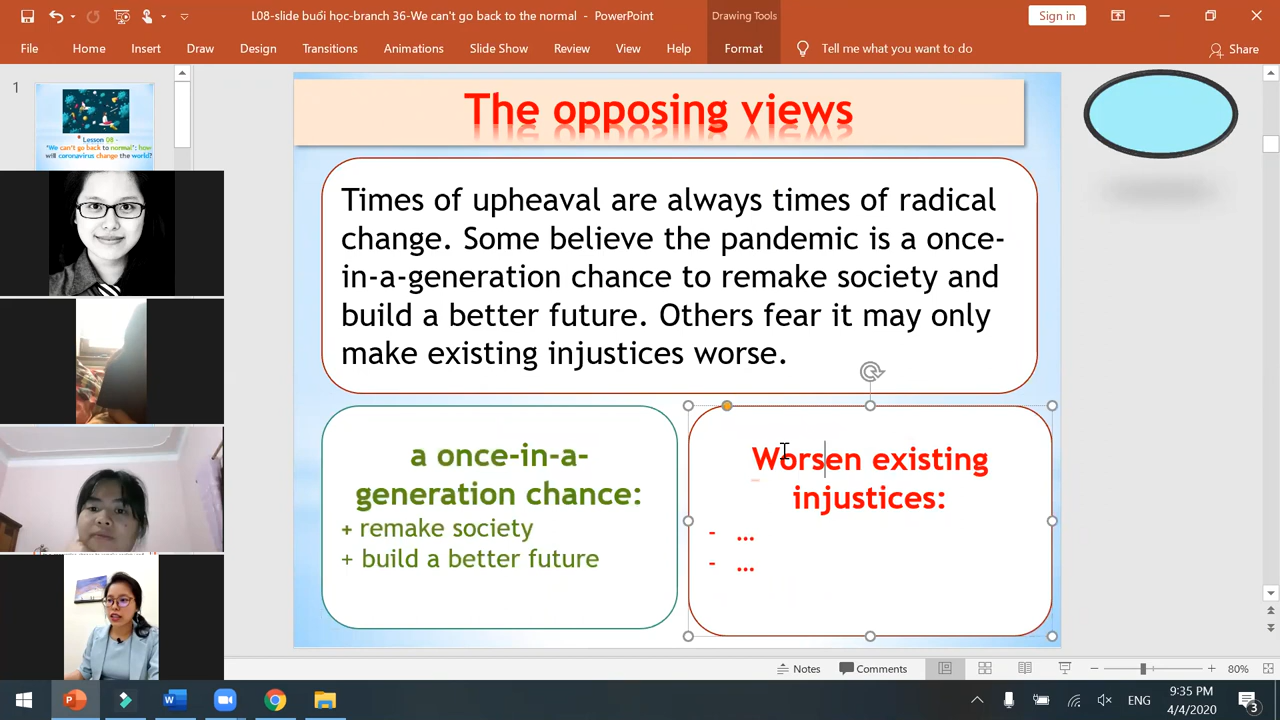 L08-slide buổi học-branch 36-We can't go back to the normal - PowerPoint
Drawing Tools
Sign in
File Home Insert Draw Design Transitions Animations Slide Show Review View Help Format Tell me what you want to do Share
1
Lesson 08 -
"We can't go back to
normal": how
will coronavirus change the world?
The opposing views
Times of upheaval are always times of radical
change. Some believe the pandemic is a once-
in-a-generation chance to remake society and
build a better future. Others fear it may only
make existing injustices worse.
a once-in-a-
generation chance:
+ remake society
+ build a better future
Worsen existing
injustices:
- ...
- ...
Notes Comments 80%
ENG
9:35 PM
4/4/2020
3